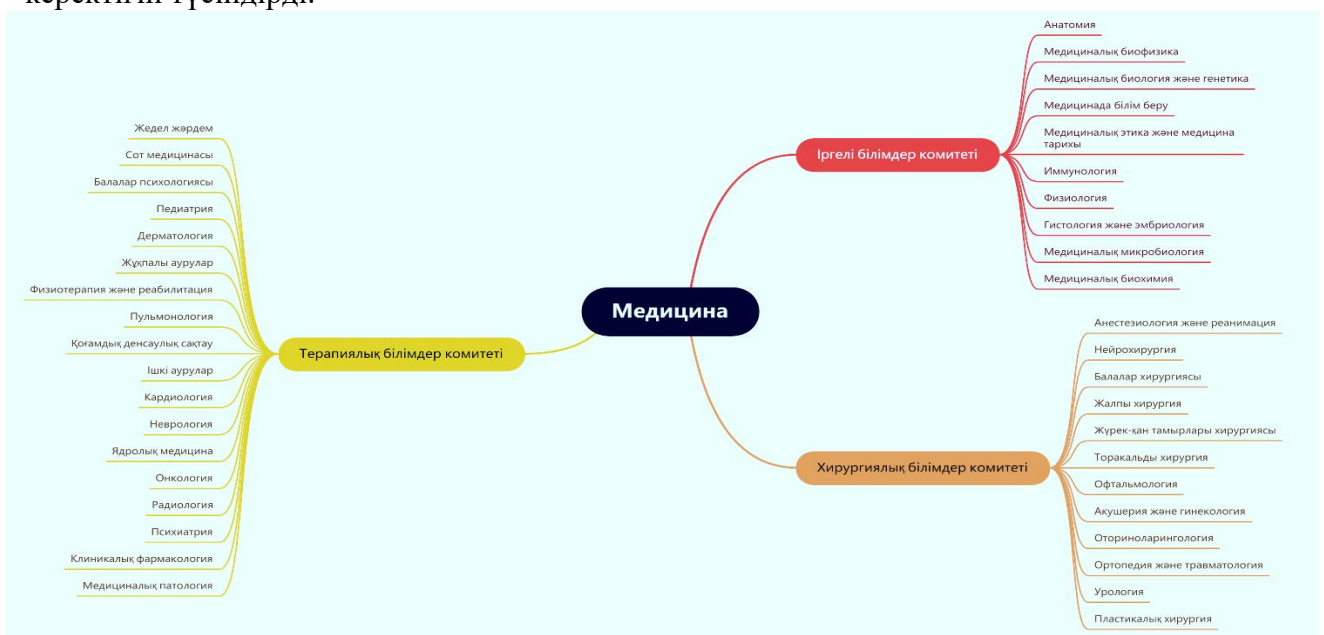 керектігін түсіндірді.
Медицина
Іргелі білімдер комитеті
Анатомия
Медициналық биофизика
Медициналық биология және генетика
Медицинада білім беру
Медициналық этика және медицина
тарихы
Иммунология
Физиология
Гистология және эмбриология
Медициналық микробиология
Медициналық биохимия
Хирургиялық білімдер комитеті
Анестезиология және реанимация
Нейрохирургия
Балалар хирургиясы
Жалпы хирургия
Жүрек-қан тамырлары хирургиясы
Торакальды хирургия
Офтальмология
Акушерия және гинекология
Оториноларингология
Ортопедия және травматология
Урология
Пластикалық хирургия
Терапиялық білімдер комитеті
Жедел жәрдем
Сот медицинасы
Балалар психологиясы
Педиатрия
Дерматология
Жұқпалы аурулар
Физиотерапия және реабилитация
Пульмонология
Қоғамдық денсаулық сақтау
Ішкі аурулар
Кардиология
Неврология
Ядролық медицина
Онкология
Радиология
Психиатрия
Клиникалық фармакология
Медициналық патология